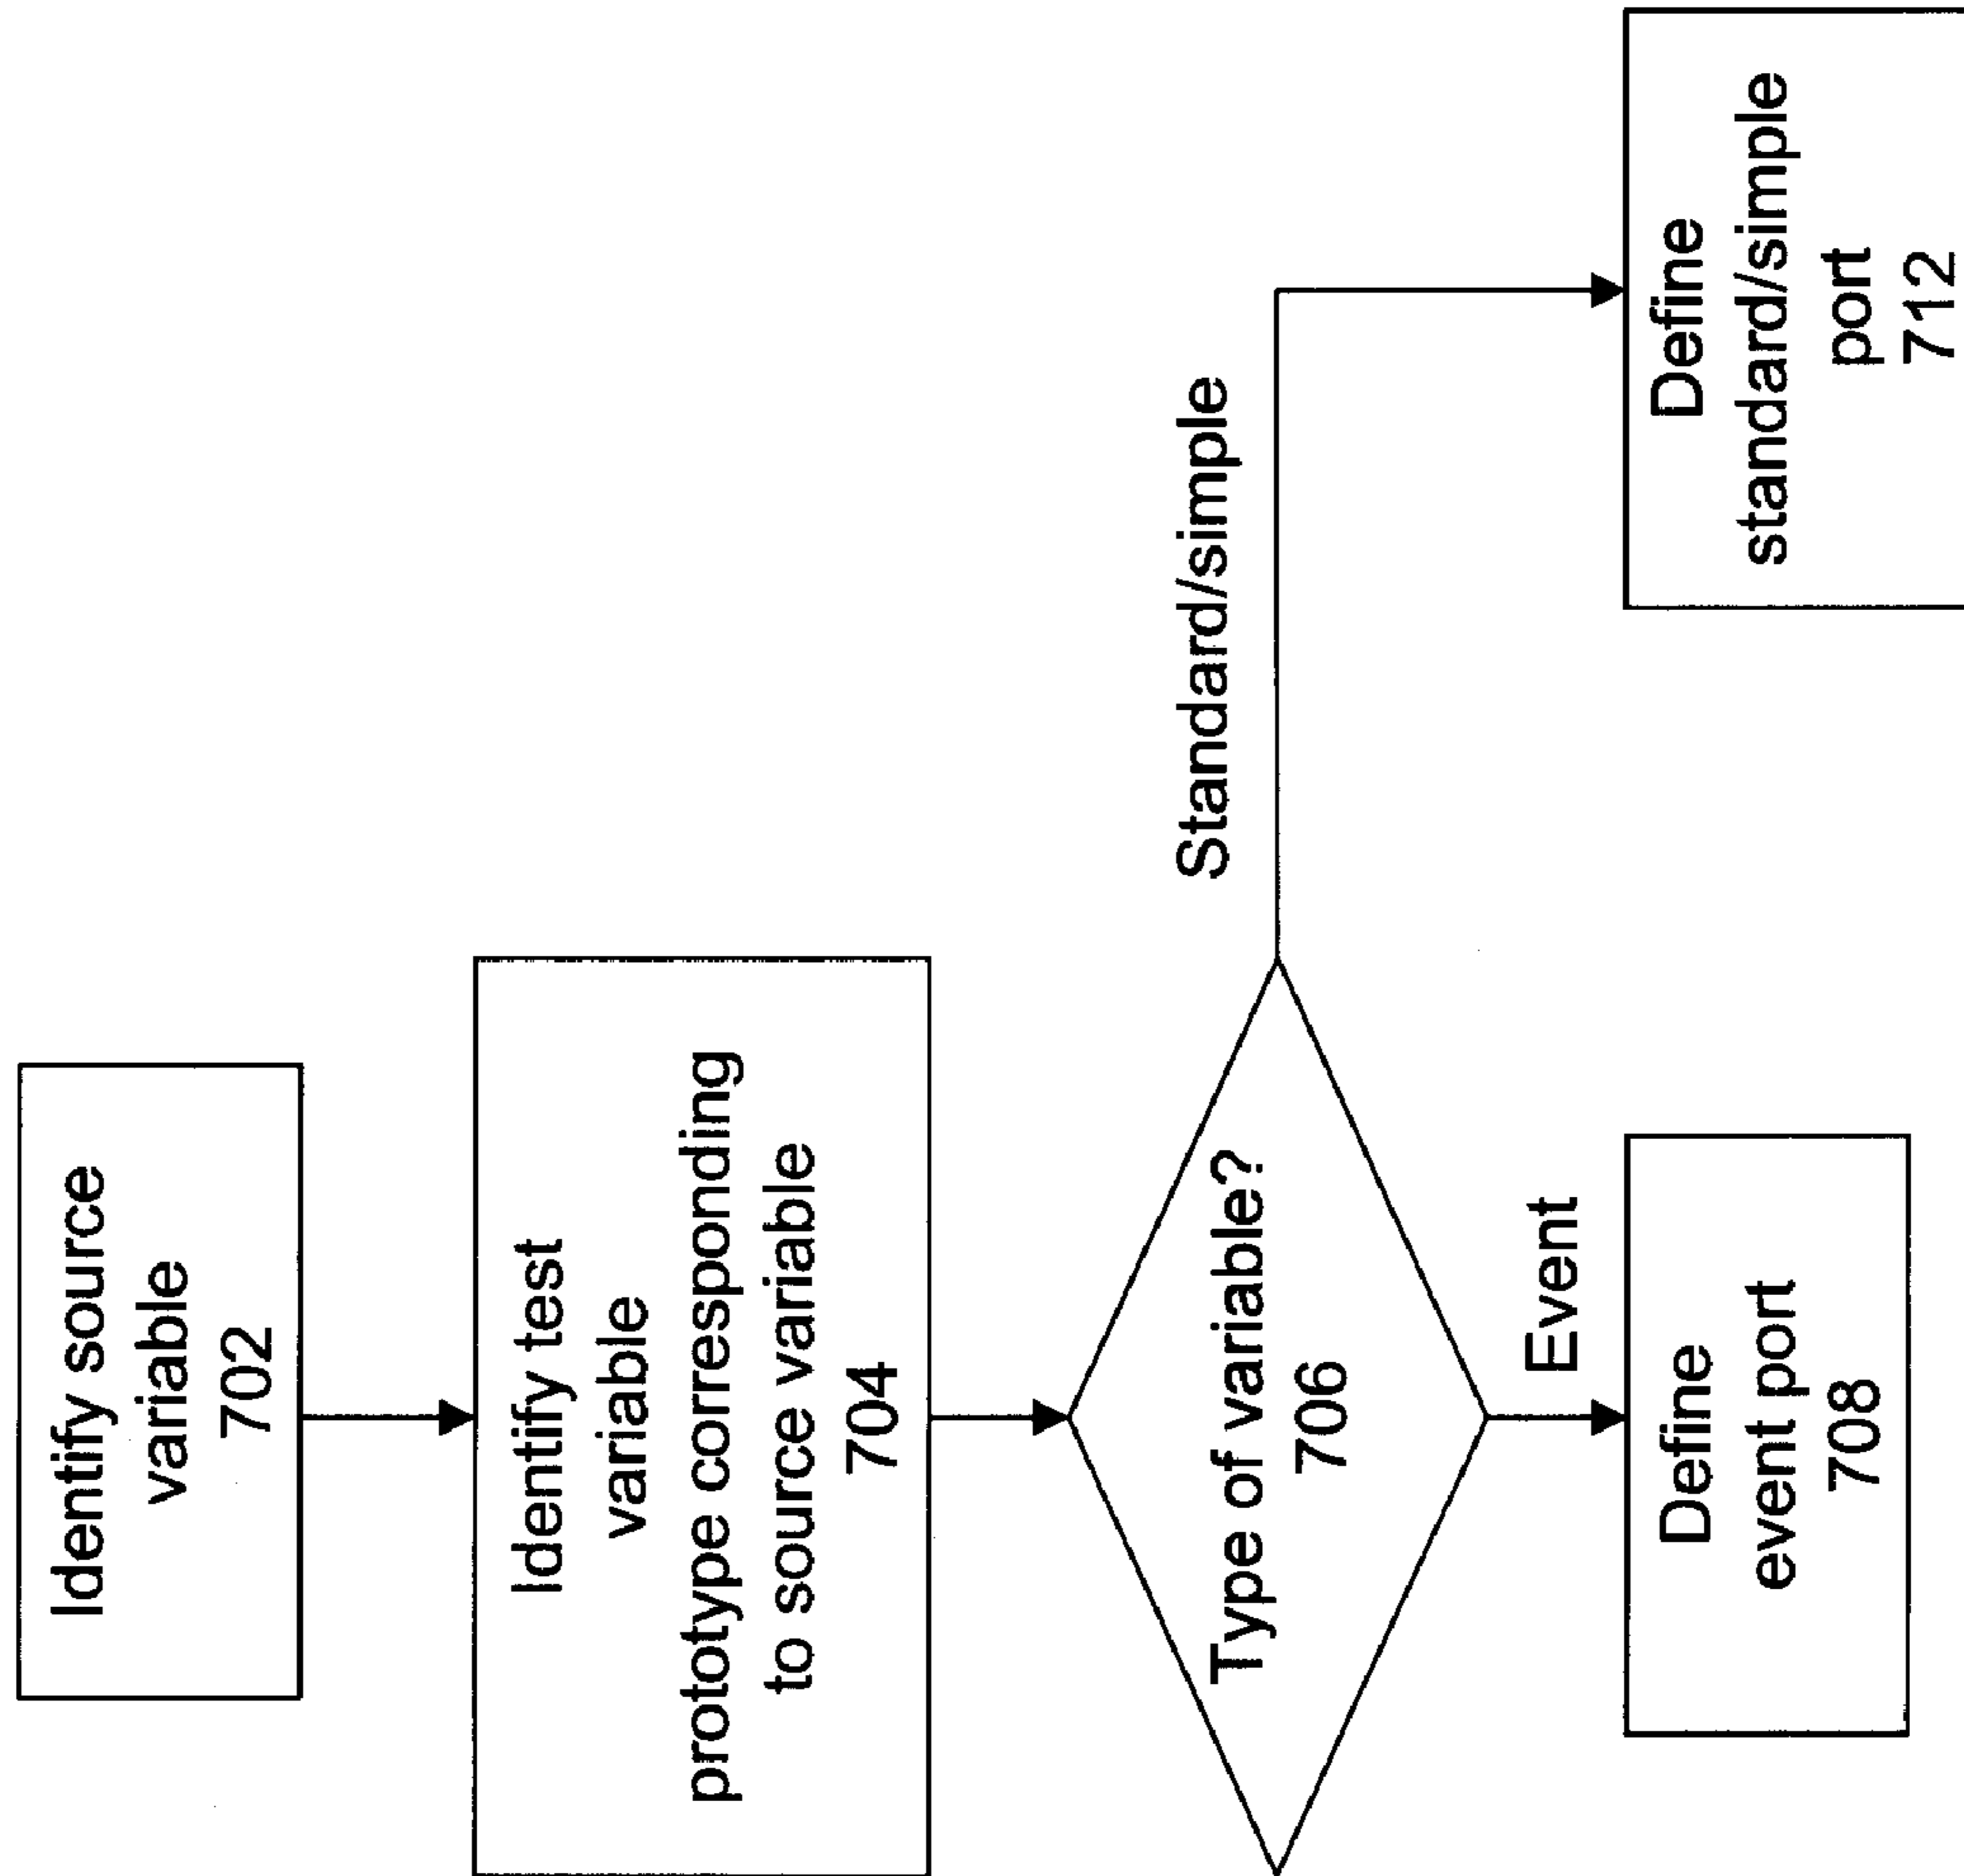 Identify source
variable
702
Identify test
variable
prototype corresponding
to source variable
704
Type of variable?
706
Standard/simple
Event
Define
event port
708
Define
standard/simple
port
712